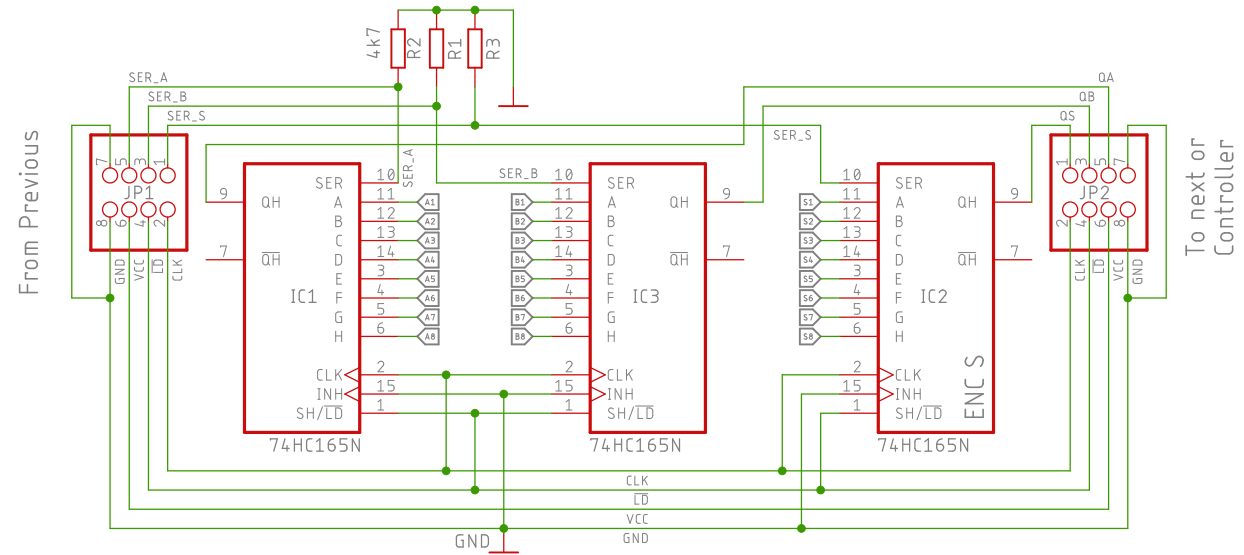 4k7
R2
R1
R3
SER_A
SER_B
SER_S
QA
QB
QS
SER_S
From Previous
7
5
3
1
JP1
8
6
4
2
GND
VCC
LD
CLK
SER_A
SER_B
9
QH
7
QH
IC1
SER
A
B
C
D
E
F
G
H
CLK
INH
SH/LD
10
11
12
13
14
3
4
5
6
2
15
1
A1
A2
A3
A4
A5
A6
A7
A8
74HC165N
B1
B2
B3
B4
B5
B6
B7
B8
10
11
12
13
14
3
4
5
6
2
15
1
SER
A
B
C
D
E
F
G
H
CLK
INH
SH/LD
9
QH
7
QH
IC3
74HC165N
S1
S2
S3
S4
S5
S6
S7
S8
10
11
12
13
14
3
4
5
6
2
15
1
SER
A
B
C
D
E
F
G
H
CLK
INH
SH/LD
9
QH
7
QH
IC2
ENC S
74HC165N
1
3
5
7
JP2
2
4
6
8
CLK
LD
VCC
GND
To next or
Controller
CLK
LD
VCC
GND
GND